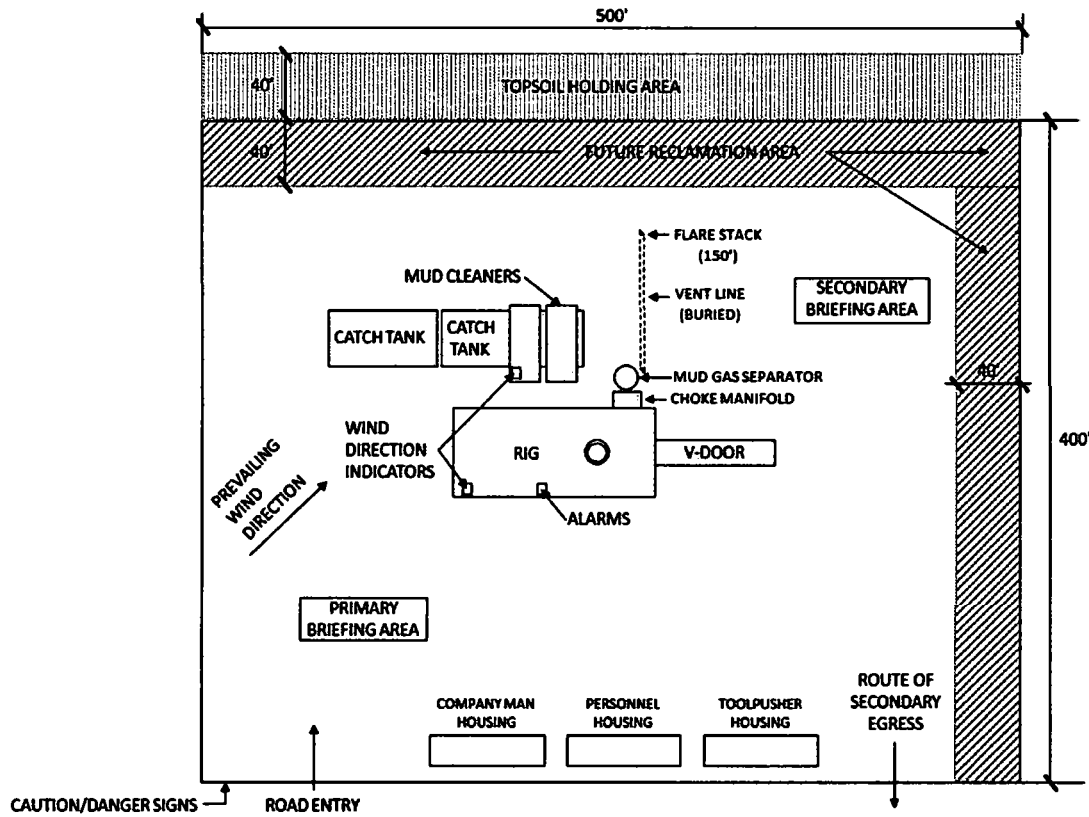 500'
40'
TOPSOIL HOLDING AREA
40'
FUTURE RECLAMATION AREA
FLARE STACK
(150')
MUD CLEANERS
VENT LINE
(BURIED)
SECONDARY
BRIEFING AREA
CATCH TANK
CATCH
TANK
MUD GAS SEPARATOR
CHOKE MANIFOLD
40'
400'
WIND
DIRECTION
INDICATORS
RIG
V-DOOR
PREVAILING
WIND
DIRECTION
ALARMS
PRIMARY
BRIEFING AREA
COMPANY MAN
HOUSING
PERSONNEL
HOUSING
TOOLPUSHER
HOUSING
ROUTE OF
SECONDARY
EGRESS
CAUTION/DANGER SIGNS
ROAD ENTRY